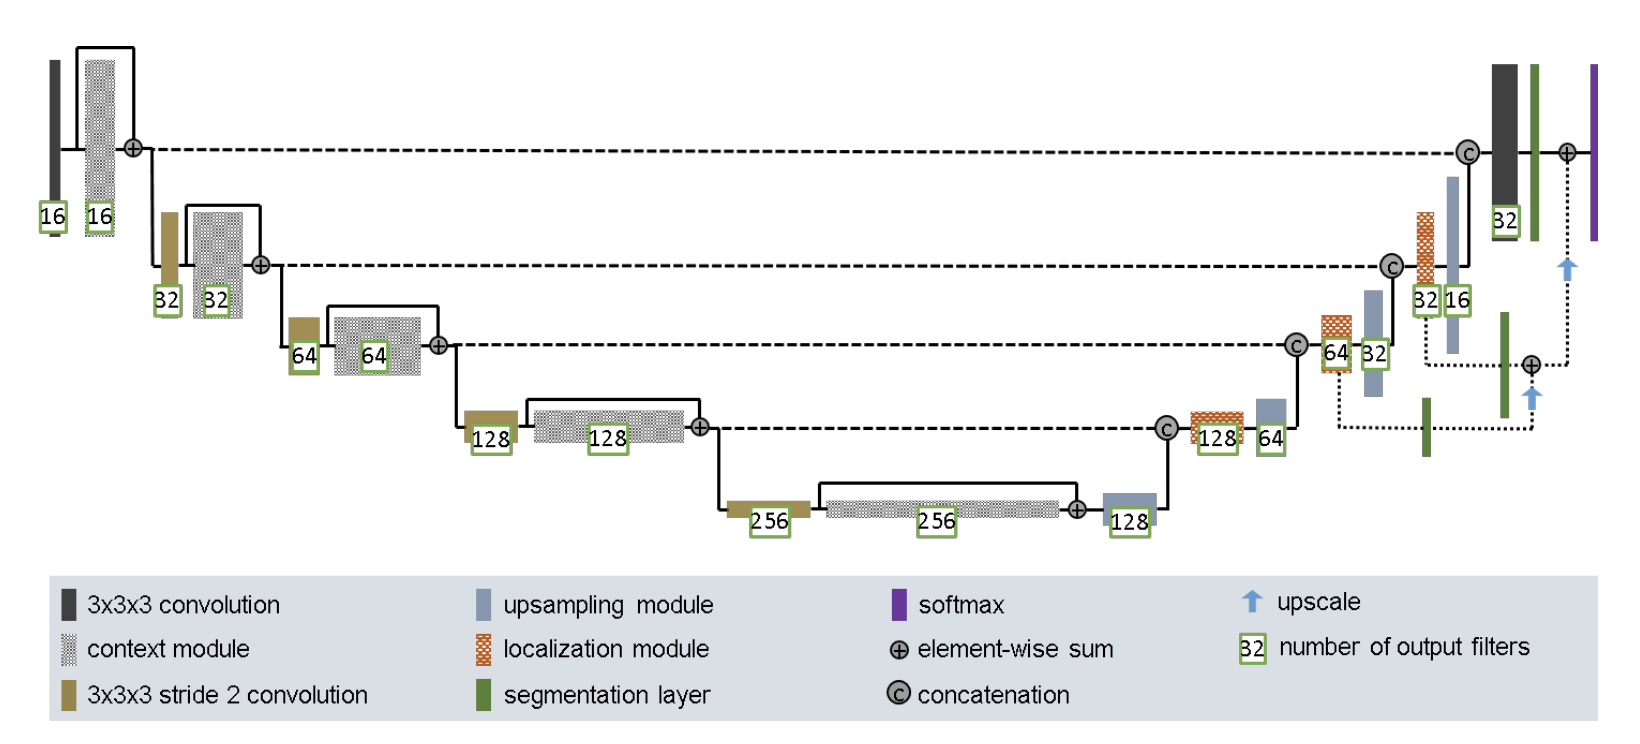 C
16
16
32
C
32
32
32
16
C
64
64
64
32
C
128
128
128
64
256
256
128
3x3x3 convolution
upsampling module
softmax
upscale
context module
localization module
+ element-wise sum
32 number of output filters
3x3x3 stride 2 convolution
segmentation layer
C concatenation